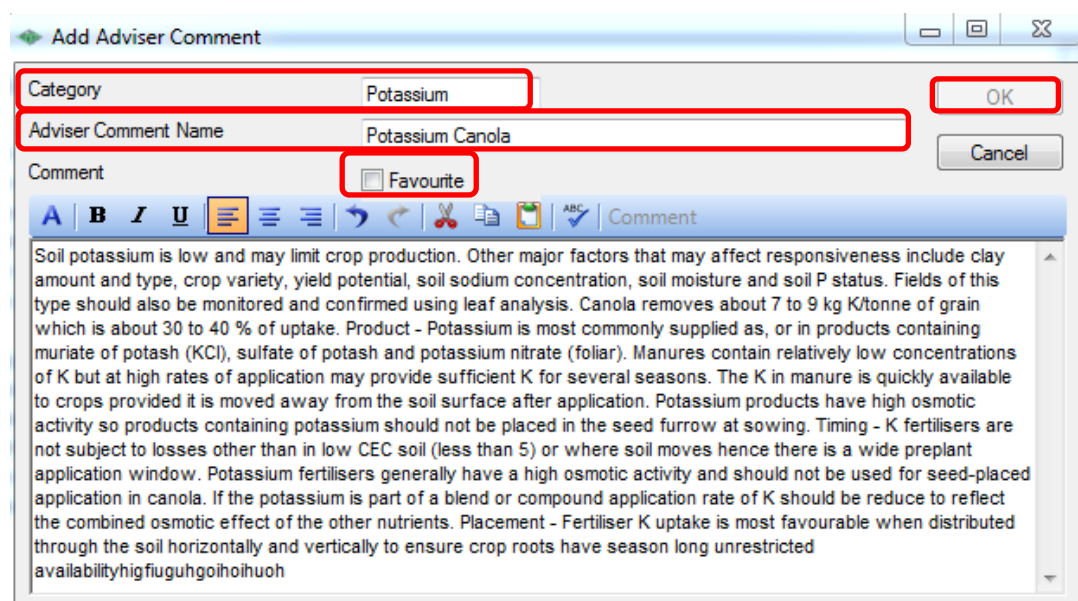 Add Adviser Comment
Category Potassium OK
Adviser Comment Name Potassium Canola Cancel
Comment Favourite
A B I U ABC Comment
Soil potassium is low and may limit crop production. Other major factors that may affect responsiveness include clay
amount and type, crop variety, yield potential, soil sodium concentration, soil moisture and soil P status. Fields of this
type should also be monitored and confirmed using leaf analysis. Canola removes about 7 to 9 kg K/tonne of grain
which is about 30 to 40 % of uptake. Product - Potassium is most commonly supplied as, or in products containing
muriate of potash (KCl), sulfate of potash and potassium nitrate (foliar). Manures contain relatively low concentrations
of K but at high rates of application may provide sufficient K for several seasons. The K in manure is quickly available
to crops provided it is moved away from the soil surface after application. Potassium products have high osmotic
activity so products containing potassium should not be placed in the seed furrow at sowing. Timing - K fertilisers are
not subject to losses other than in low CEC soil (less than 5) or where soil moves hence there is a wide preplant
application window. Potassium fertilisers generally have a high osmotic activity and should not be used for seed-placed
application in canola. If the potassium is part of a blend or compound application rate of K should be reduce to reflect
the combined osmotic effect of the other nutrients. Placement - Fertiliser K uptake is most favourable when distributed
through the soil horizontally and vertically to ensure crop roots have season long unrestricted
availabilityhigfiuguhgoihoihuoh